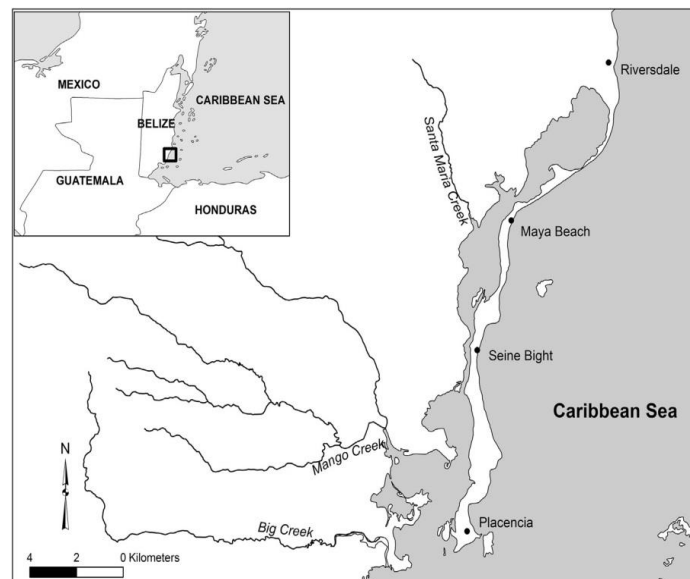 MEXICO
CARIBBEAN SEA
BELIZE
GUATEMALA
HONDURAS
Riversdale
Santa Maria Creek
Maya Beach
Seine Bight
Caribbean Sea
N
Mango Creek
Big Creek
Placencia
4 2 0 Kilometers